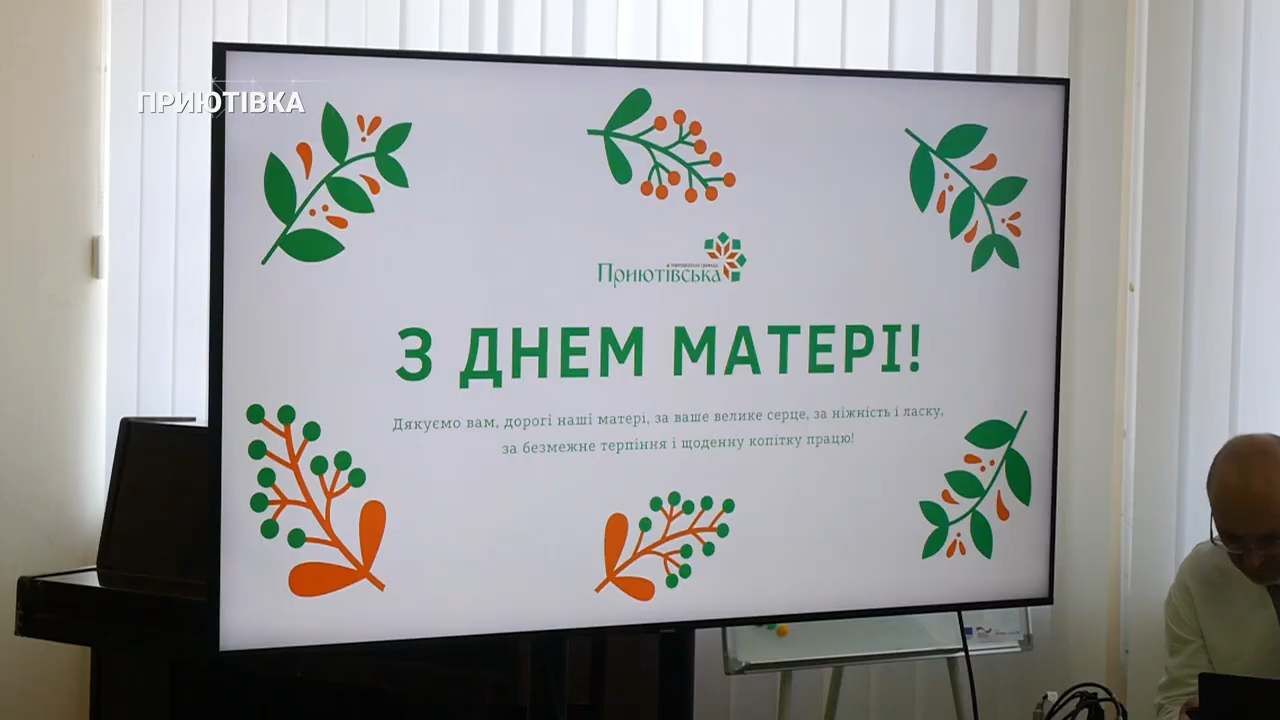 ПРИЮТІВКА
Приютівська
З ДНЕМ МАТЕРІ!
Дякуємо вам, дорогі наші матері, за ваше велике серце, за ніжність і ласку,
за безмежне терпіння і щоденну копітку працю!